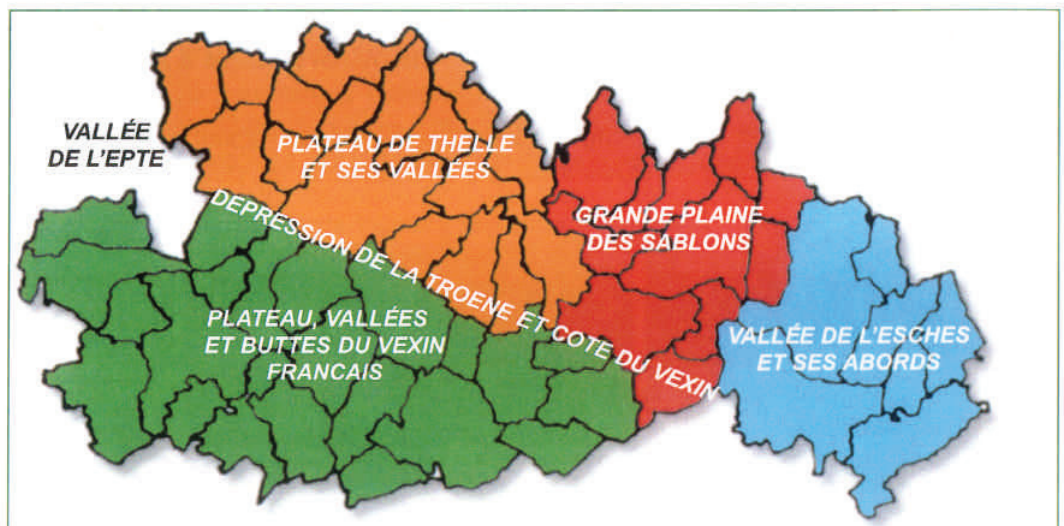 VALLÉE
DE L'EPTE
PLATEAU DE THELLE
ET SES VALLÉES
GRANDE PLAINE
DES SABLONS
DEPRESSION DE LA TROENE ET COTE DU VEXIN
PLATEAU, VALLÉES
ET BUTTES DU VEXIN
FRANCAIS
VALLÉE DE L'ESCHES
ET SES ABORDS